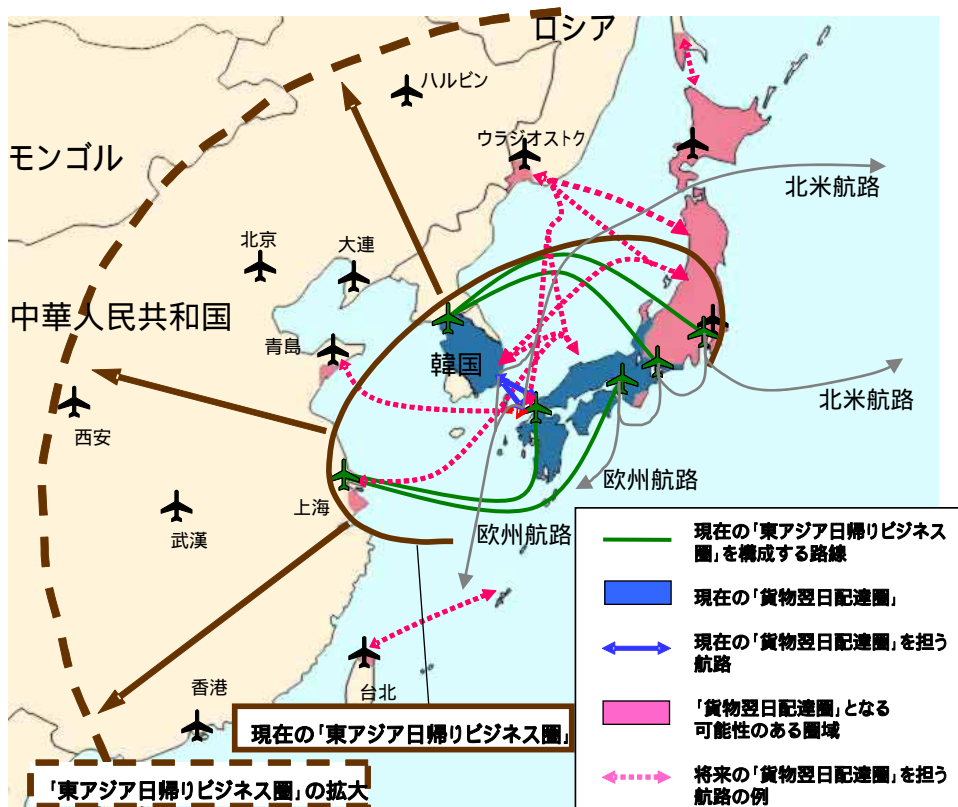 ロシア
ハルビン
ウラジオストク
モンゴル
北米航路
北京
大連
中華人民共和国
青島
韓国
北米航路
西安
上海
欧州航路
武漢
欧州航路
台北
香港
現在の「東アジア日帰りビジネス圏」
「東アジア日帰りビジネス圏」の拡大
現在の「東アジア日帰りビジネス
圏」を構成する路線
現在の「貨物翌日配達圏」
現在の「貨物翌日配達圏」を担う
航路
「貨物翌日配達圏」となる
可能性のある圏域
将来の「貨物翌日配達圏」を担う
航路の例